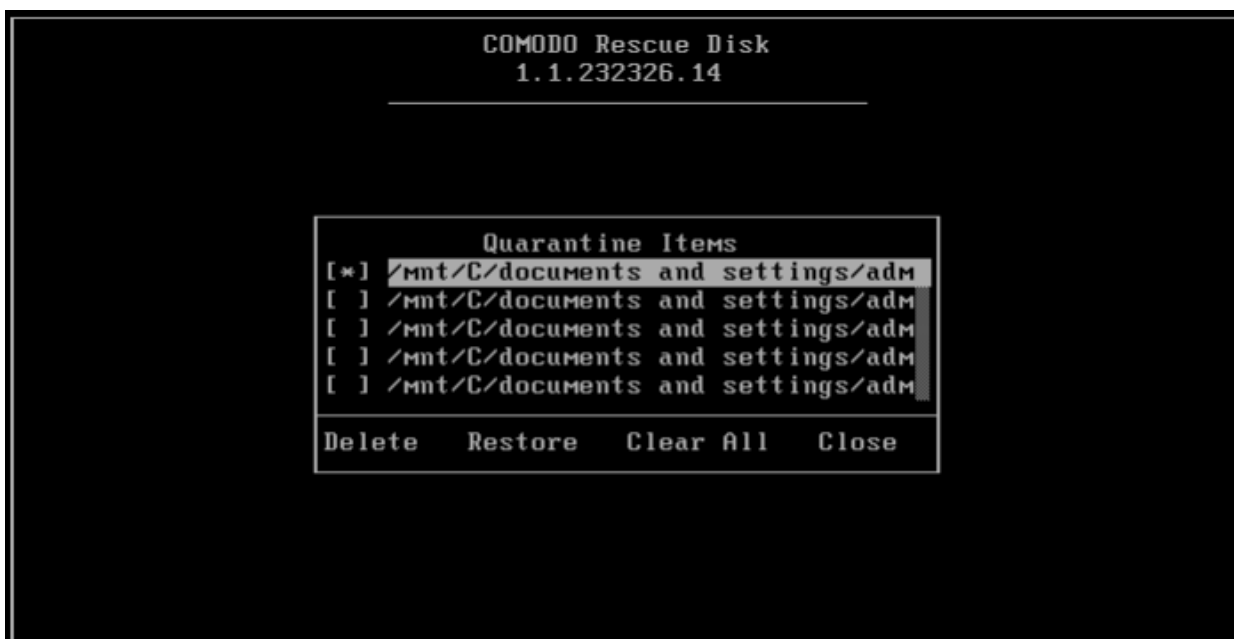 COMODO Rescue Disk
1.1.232326.14
Quarantine Items
[*] /mnt/C/documents and settings/adm
[ ] /mnt/C/documents and settings/adm
[ ] /mnt/C/documents and settings/adm
[ ] /mnt/C/documents and settings/adm
[ ] /mnt/C/documents and settings/adm
Delete Restore Clear All Close